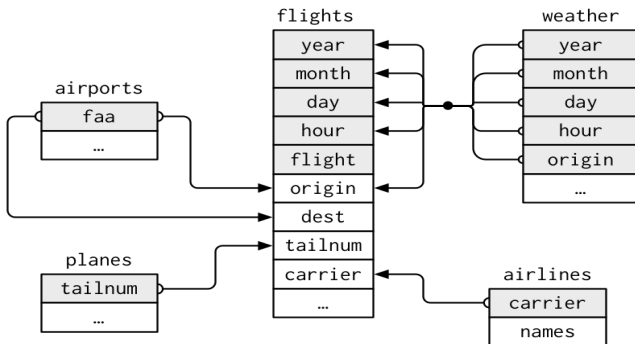 flights
year
month
day
hour
flight
origin
dest
tailnum
carrier
…
weather
year
month
day
hour
origin
…
airports
faa
…
planes
tailnum
…
airlines
carrier
names